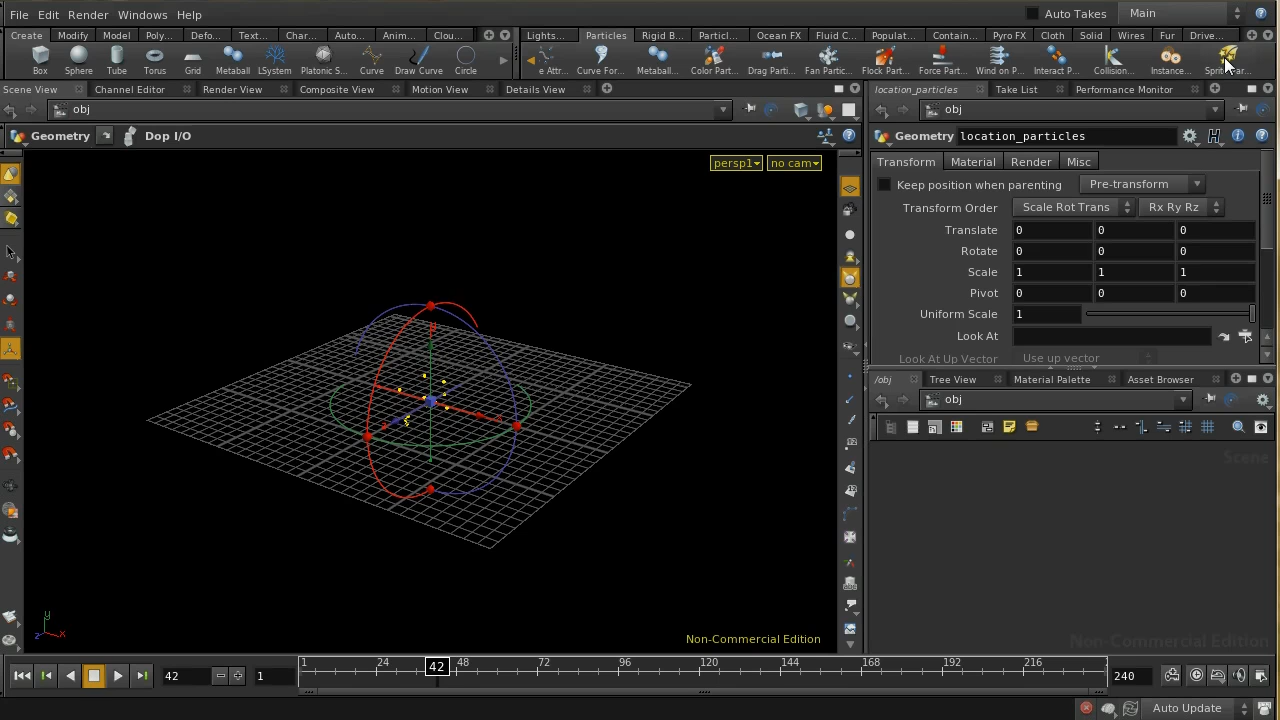 File Edit Render Windows Help Auto Takes Main
Create Modify Model Poly... Defo... Text... Char... Auto... Anim... Clou... Lights... Particles Rigid B... Particl... Ocean FX Fluid C... Populat... Contain... Pyro FX Cloth Solid Wires Fur Drive...
Box Sphere Tube Torus Grid Metaball LSystem Platonic S... Curve Draw Curve Circle e Attr... Curve For... Metaball... Color Part... Drag Parti... Fan Partic... Flock Part... Force Part... Wind on P... Interact P... Collision... Instance...
Scene View Channel Editor Render View Composite View Motion View Details View location_particles Take List Performance Monitor
obj obj
Geometry Dop I/O Geometry location_particles
persp1 no cam
Transform Material Render Misc
Keep position when parenting Pre-transform
Transform Order Scale Rot Trans Rx Ry Rz
Translate 0 0 0
Rotate 0 0 0
Scale 1 1 1
Pivot 0 0 0
Uniform Scale 1
Look At
Look At Up Vector Use up vector
/obj Tree View Material Palette Asset Browser
obj
Scene
y
z x
Non-Commercial Edition Non-Commercial Edition
42 1 1 24 42 48 72 96 120 144 168 192 216 240
Auto Update